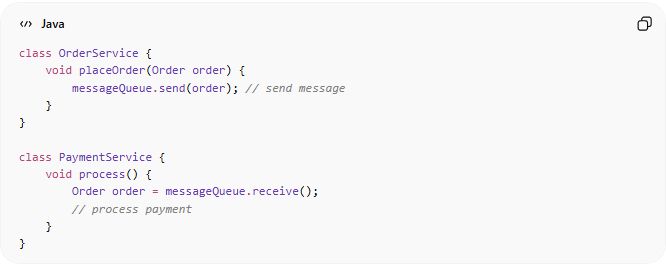 Java
class OrderService {
    void placeOrder(Order order) {
        messageQueue.send(order); // send message
    }
}

class PaymentService {
    void process() {
        Order order = messageQueue.receive();
        // process payment
    }
}